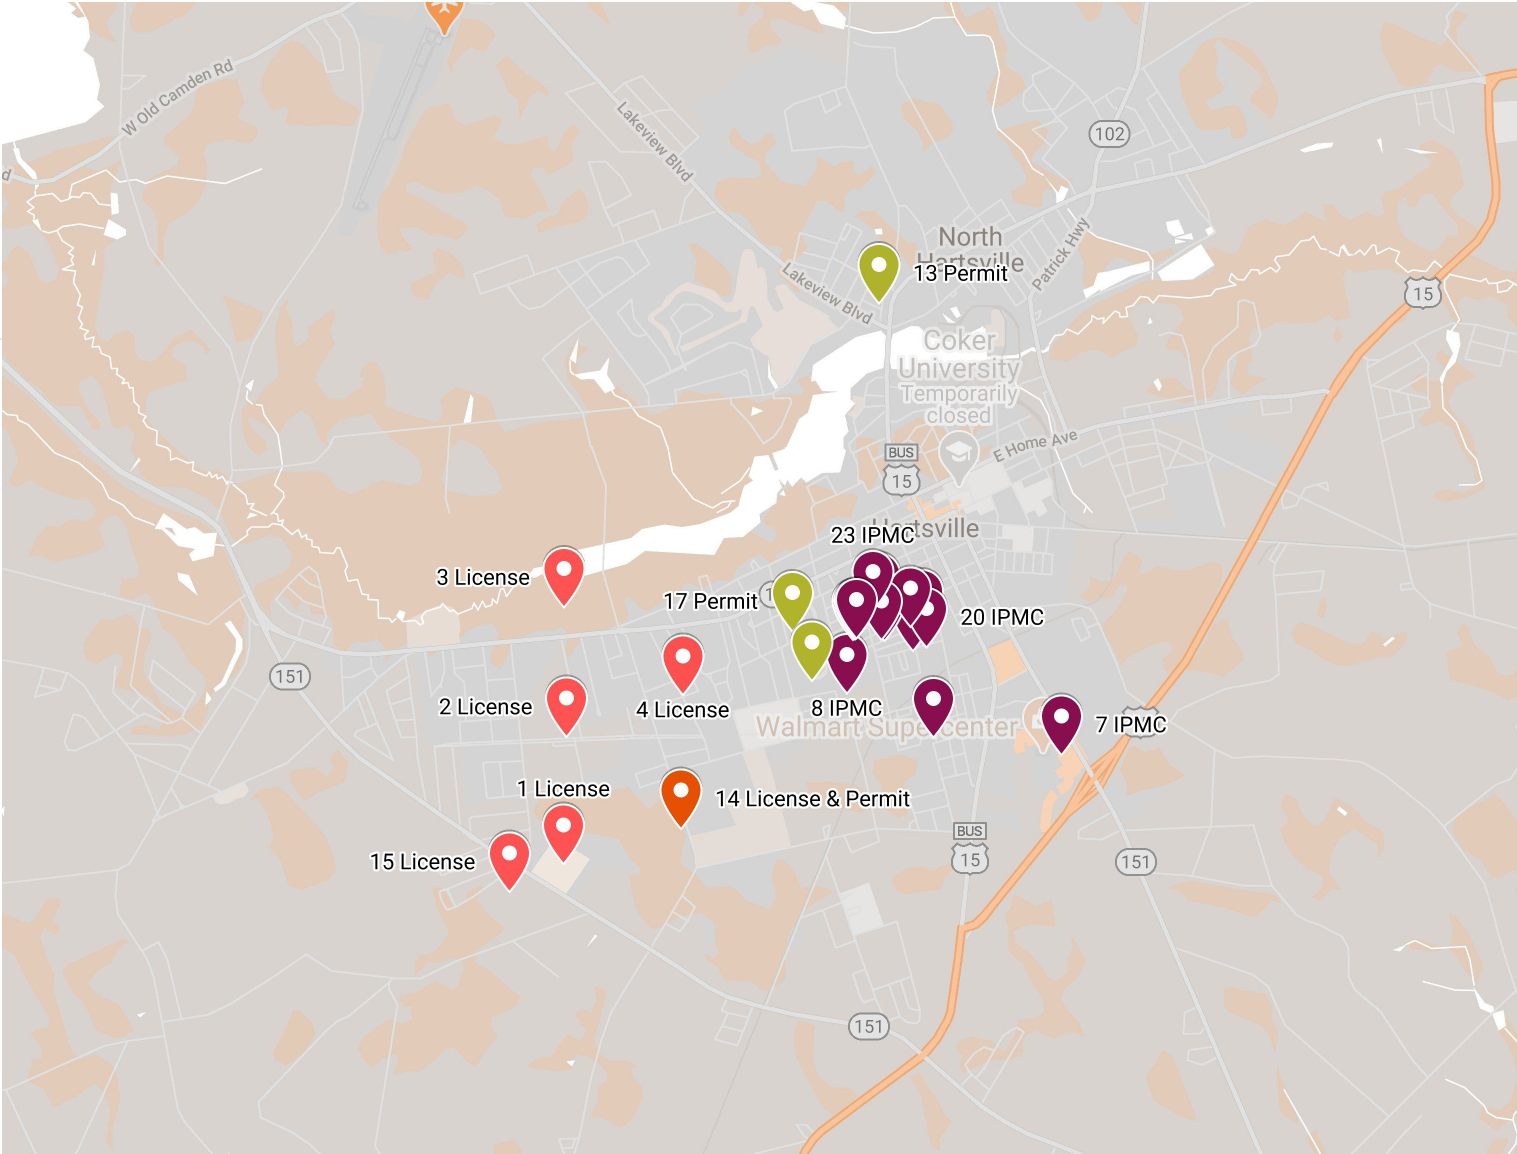 W Old Camden Rd
Lakeview Blvd
102
North
Hartsville
13 Permit
Patrick Hwy
Lakeview Blvd
15
Coker
University
Temporarily
closed
E Home Ave
BUS
15
Hartsville
23 IPMC
3 License
17 Permit
20 IPMC
151
2 License
4 License
8 IPMC
Walmart Supercenter
7 IPMC
1 License
14 License & Permit
15 License
BUS
15
151
151